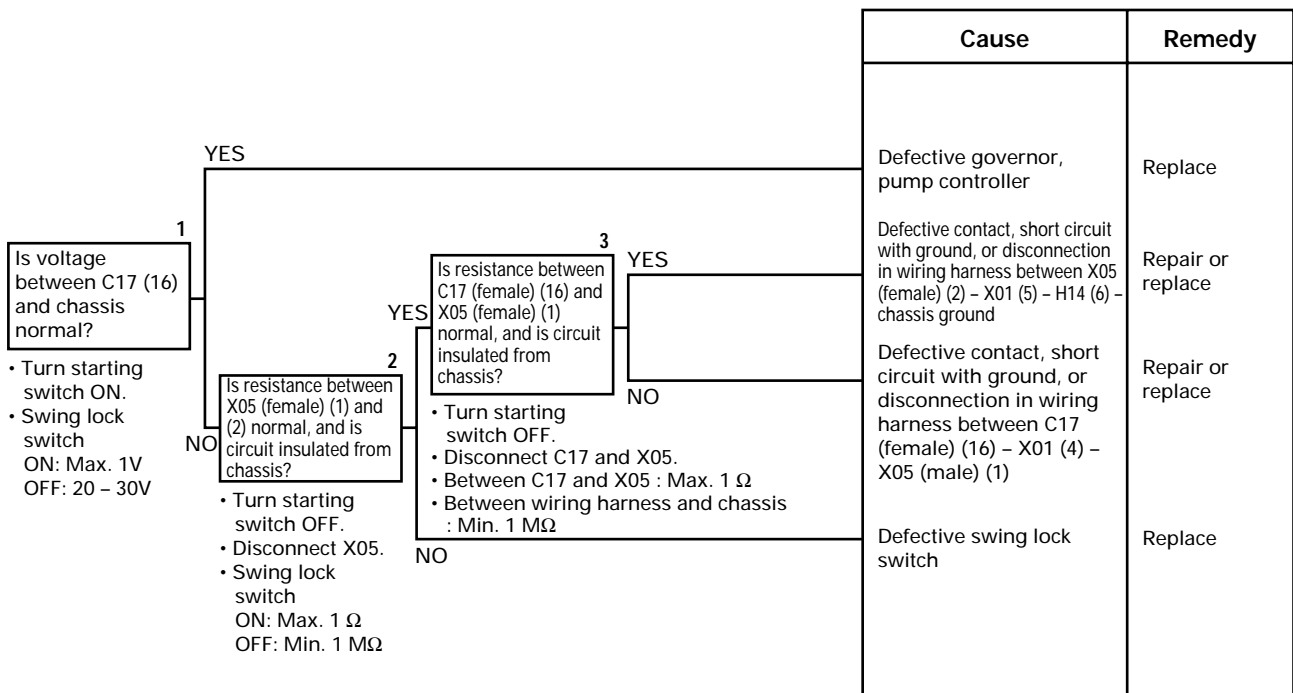 Cause
Remedy
YES
Defective governor,
pump controller
Replace
1
Is voltage
between C17 (16)
and chassis
normal?
• Turn starting
switch ON.
• Swing lock
switch
ON: Max. 1V
OFF: 20 – 30V
NO
2
Is resistance between
X05 (female) (1) and
(2) normal, and is
circuit insulated from
chassis?
• Turn starting
switch OFF.
• Disconnect X05.
• Swing lock
switch
ON: Max. 1 Ω
OFF: Min. 1 MΩ
YES
3
Is resistance between
C17 (female) (16) and
X05 (female) (1)
normal, and is circuit
insulated from
chassis?
• Turn starting
switch OFF.
• Disconnect C17 and X05.
• Between C17 and X05 : Max. 1 Ω
• Between wiring harness and chassis
: Min. 1 MΩ
YES
Defective contact, short circuit
with ground, or disconnection
in wiring harness between X05
(female) (2) – X01 (5) – H14 (6) –
chassis ground
Repair or
replace
NO
Defective contact, short
circuit with ground, or
disconnection in wiring
harness between C17
(female) (16) – X01 (4) –
X05 (male) (1)
Repair or
replace
NO
Defective swing lock
switch
Replace